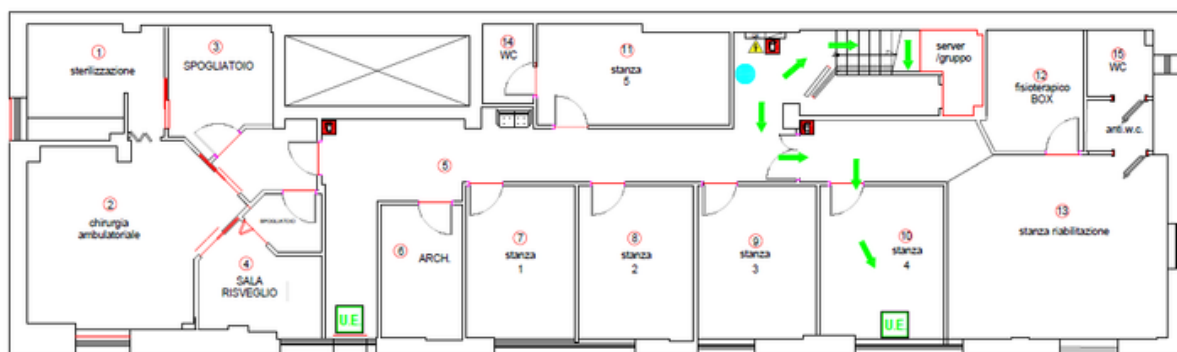 1
sterilizzazione
3
SPOGLIATOIO
14
WC
11
stanza
5
server
/gruppo
12
fisioterapico
BOX
15
WC
anti.w.c.
5
2
chirurgia
ambulatoriale
SPOGLIATOIO
4
SALA
RISVEGLIO
U.E.
6
ARCH.
7
stanza
1
8
stanza
2
9
stanza
3
10
stanza
4
U.E.
13
stanza riabilitazione